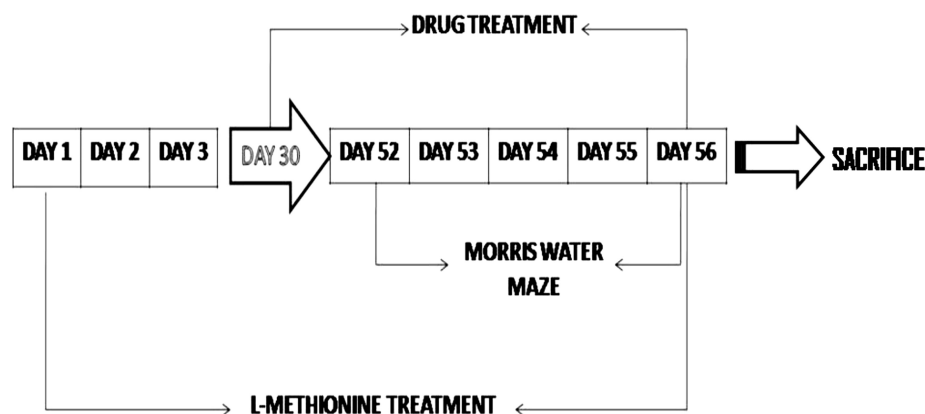 DRUG TREATMENT
DAY 1 DAY 2 DAY 3 DAY 30 DAY 52 DAY 53 DAY 54 DAY 55 DAY 56 SACRIFICE
MORRIS WATER
MAZE
L-METHIONINE TREATMENT